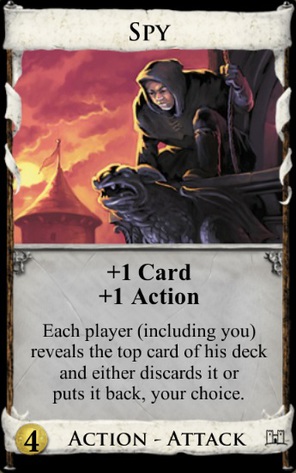 SPY
+1 Card
+1 Action
Each player (including you)
reveals the top card of his deck
and either discards it or
puts it back, your choice.
4 ACTION - ATTACK